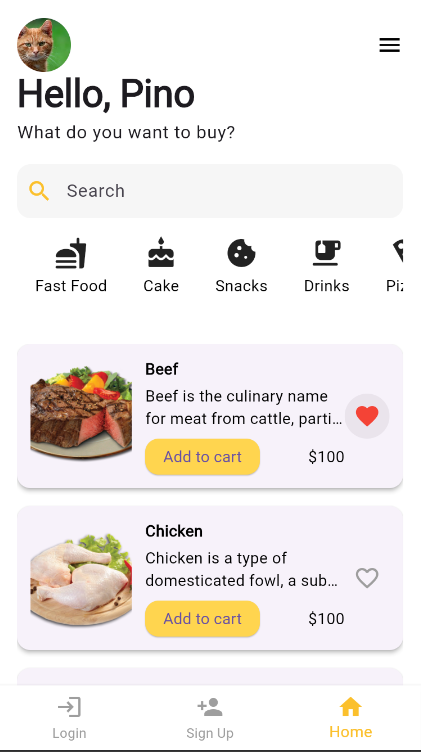 Hello, Pino
What do you want to buy?
Search
Fast Food
Cake
Snacks
Drinks
Piz
Beef
Beef is the culinary name
for meat from cattle, parti...
Add to cart
$100
Chicken
Chicken is a type of
domesticated fowl, a sub...
Add to cart
$100
Login
Sign Up
Home